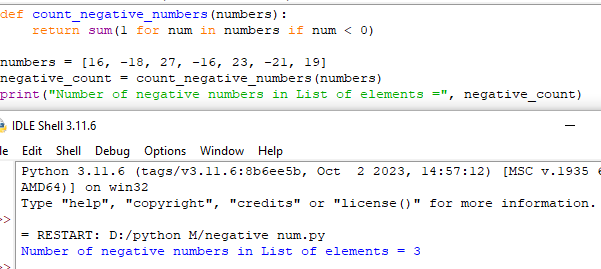 def count_negative_numbers(numbers):
return sum(1 for num in numbers if num < 0)
numbers = [16, -18, 27, -16, 23, -21, 19]
negative_count = count_negative_numbers(numbers)
print("Number of negative numbers in List of elements =", negative_count)
IDLE Shell 3.11.6
le Edit Shell Debug Options Window Help
Python 3.11.6 (tags/v3.11.6:8b6ee5b, Oct  2 2023, 14:57:12) [MSC v.1935 6
AMD64)] on win32
Type "help", "copyright", "credits" or "license()" for more information.
>>
= RESTART: D:/python M/negative num.py
Number of negative numbers in List of elements = 3
>>